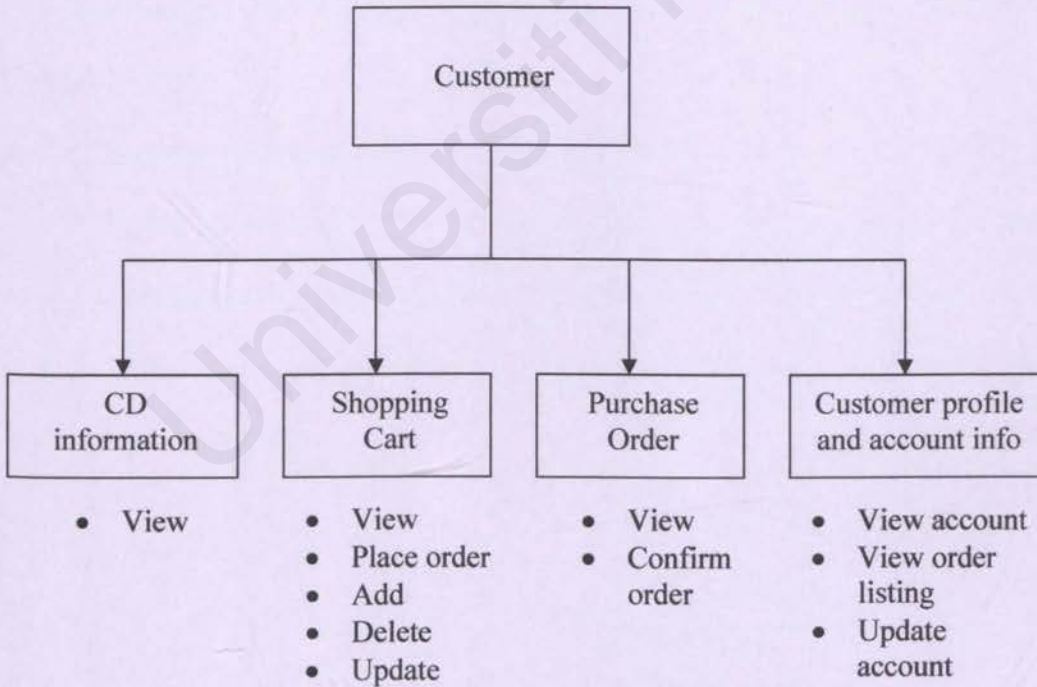 Customer
CD
information
Shopping
Cart
Purchase
Order
Customer profile
and account info
• View
• View
• Place order
• Add
• Delete
• Update
• View
• Confirm
order
• View account
• View order
listing
• Update
account
Universiti